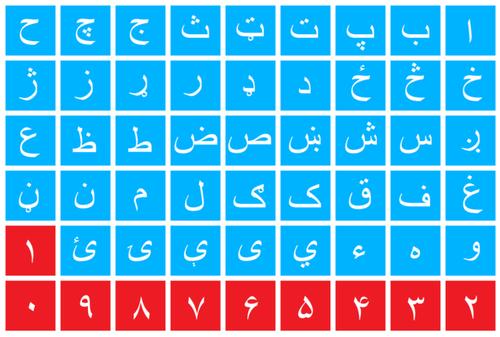 ا ب پ ت ټ ث ج چ ح
خ څ ځ د ډ ر ړ ز ژ
ږ س ش ښ ص ض ط ظ ع
غ ف ق ک ګ ل م ن ڼ
و ه ء ي ی ې ۍ ئ ۱
۲ ۳ ۴ ۵ ۶ ۷ ۸ ۹ ۰